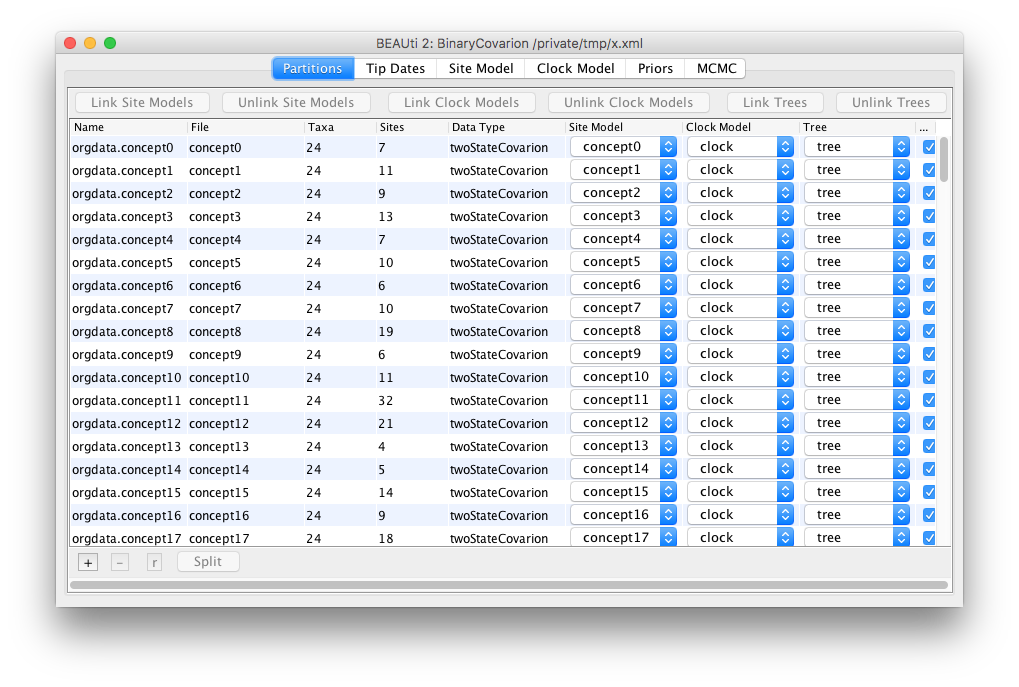 BEAUti 2: BinaryCovarion /private/tmp/x.xml
Partitions Tip Dates Site Model Clock Model Priors MCMC
Link Site Models Unlink Site Models Link Clock Models Unlink Clock Models Link Trees Unlink Trees
Name File Taxa Sites Data Type Site Model Clock Model Tree ...
orgdata.concept0 concept0 24 7 twoStateCovarion concept0 clock tree
orgdata.concept1 concept1 24 11 twoStateCovarion concept1 clock tree
orgdata.concept2 concept2 24 9 twoStateCovarion concept2 clock tree
orgdata.concept3 concept3 24 13 twoStateCovarion concept3 clock tree
orgdata.concept4 concept4 24 7 twoStateCovarion concept4 clock tree
orgdata.concept5 concept5 24 10 twoStateCovarion concept5 clock tree
orgdata.concept6 concept6 24 6 twoStateCovarion concept6 clock tree
orgdata.concept7 concept7 24 10 twoStateCovarion concept7 clock tree
orgdata.concept8 concept8 24 19 twoStateCovarion concept8 clock tree
orgdata.concept9 concept9 24 6 twoStateCovarion concept9 clock tree
orgdata.concept10 concept10 24 11 twoStateCovarion concept10 clock tree
orgdata.concept11 concept11 24 32 twoStateCovarion concept11 clock tree
orgdata.concept12 concept12 24 21 twoStateCovarion concept12 clock tree
orgdata.concept13 concept13 24 4 twoStateCovarion concept13 clock tree
orgdata.concept14 concept14 24 5 twoStateCovarion concept14 clock tree
orgdata.concept15 concept15 24 14 twoStateCovarion concept15 clock tree
orgdata.concept16 concept16 24 9 twoStateCovarion concept16 clock tree
orgdata.concept17 concept17 24 18 twoStateCovarion concept17 clock tree
+ - r Split